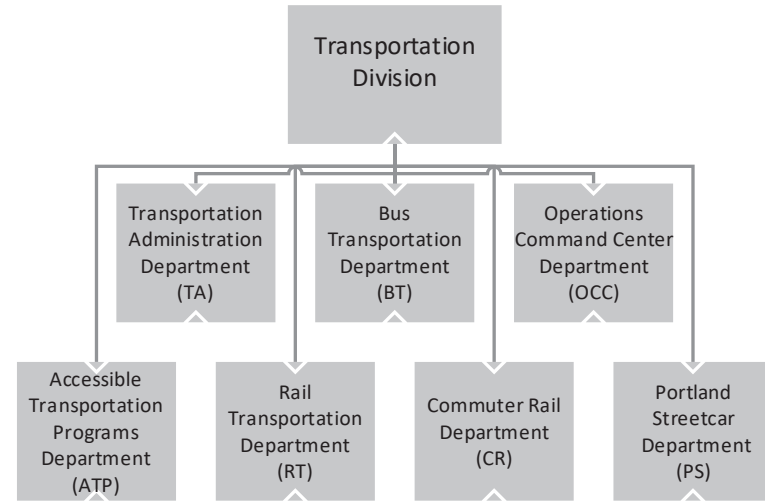 Transportation
Division
Transportation
Administration
Department
(TA)
Bus
Transportation
Department
(BT)
Operations
Command Center
Department
(OCC)
Accessible
Transportation
Programs
Department
(ATP)
Rail
Transportation
Department
(RT)
Commuter Rail
Department
(CR)
Portland
Streetcar
Department
(PS)